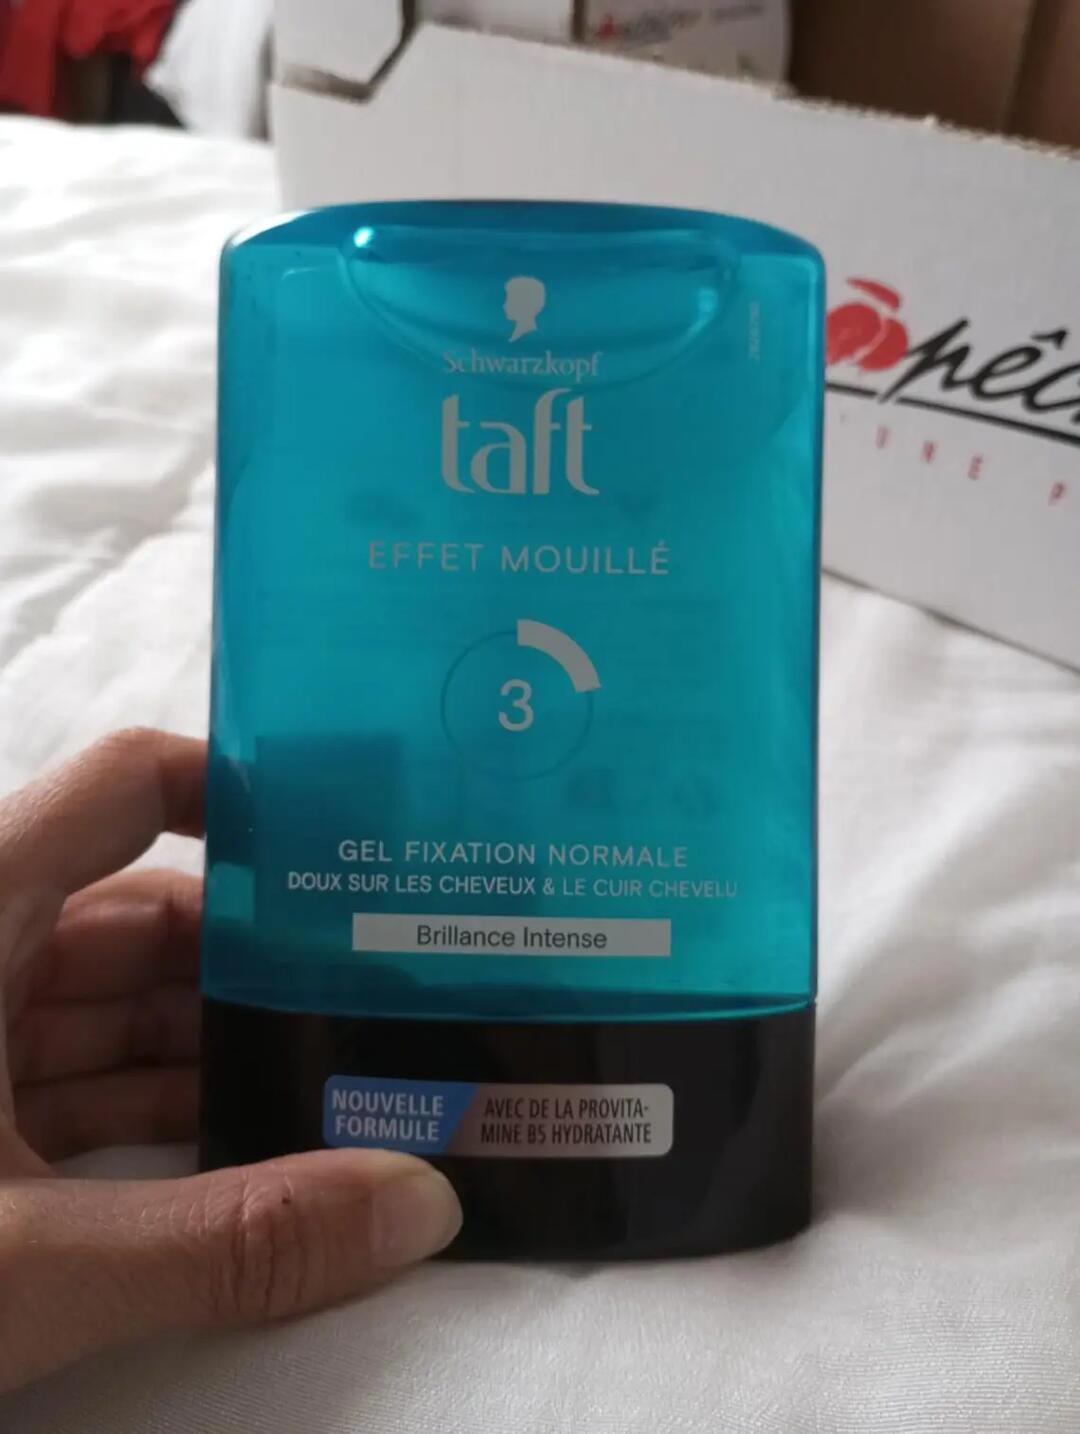 Schwarzkopf
taft
EFFET MOUILLÉ
3
GEL FIXATION NORMALE
DOUX SUR LES CHEVEUX & LE CUIR CHEVELU
Brillance Intense
NOUVELLE
FORMULE
AVEC DE LA PROVITA-
MINE B5 HYDRATANTE